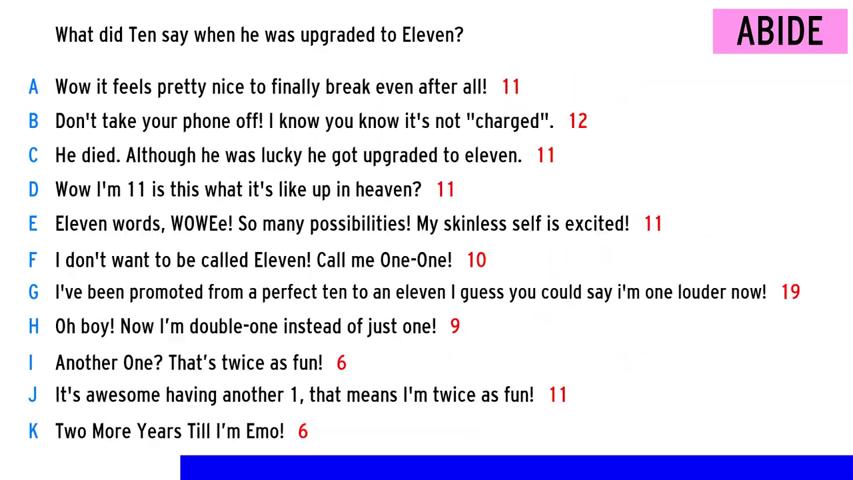 What did Ten say when he was upgraded to Eleven?
ABIDE
A Wow it feels pretty nice to finally break even after all! 11
B Don't take your phone off! I know you know it's not "charged". 12
C He died. Although he was lucky he got upgraded to eleven. 11
D Wow I'm 11 is this what it's like up in heaven? 11
E Eleven words, WOWEe! So many possibilities! My skinless self is excited! 11
F I don't want to be called Eleven! Call me One-One! 10
G I've been promoted from a perfect ten to an eleven I guess you could say i'm one louder now! 19
H Oh boy! Now I’m double-one instead of just one! 9
I Another One? That’s twice as fun! 6
J It's awesome having another 1, that means I'm twice as fun! 11
K Two More Years Till I’m Emo! 6